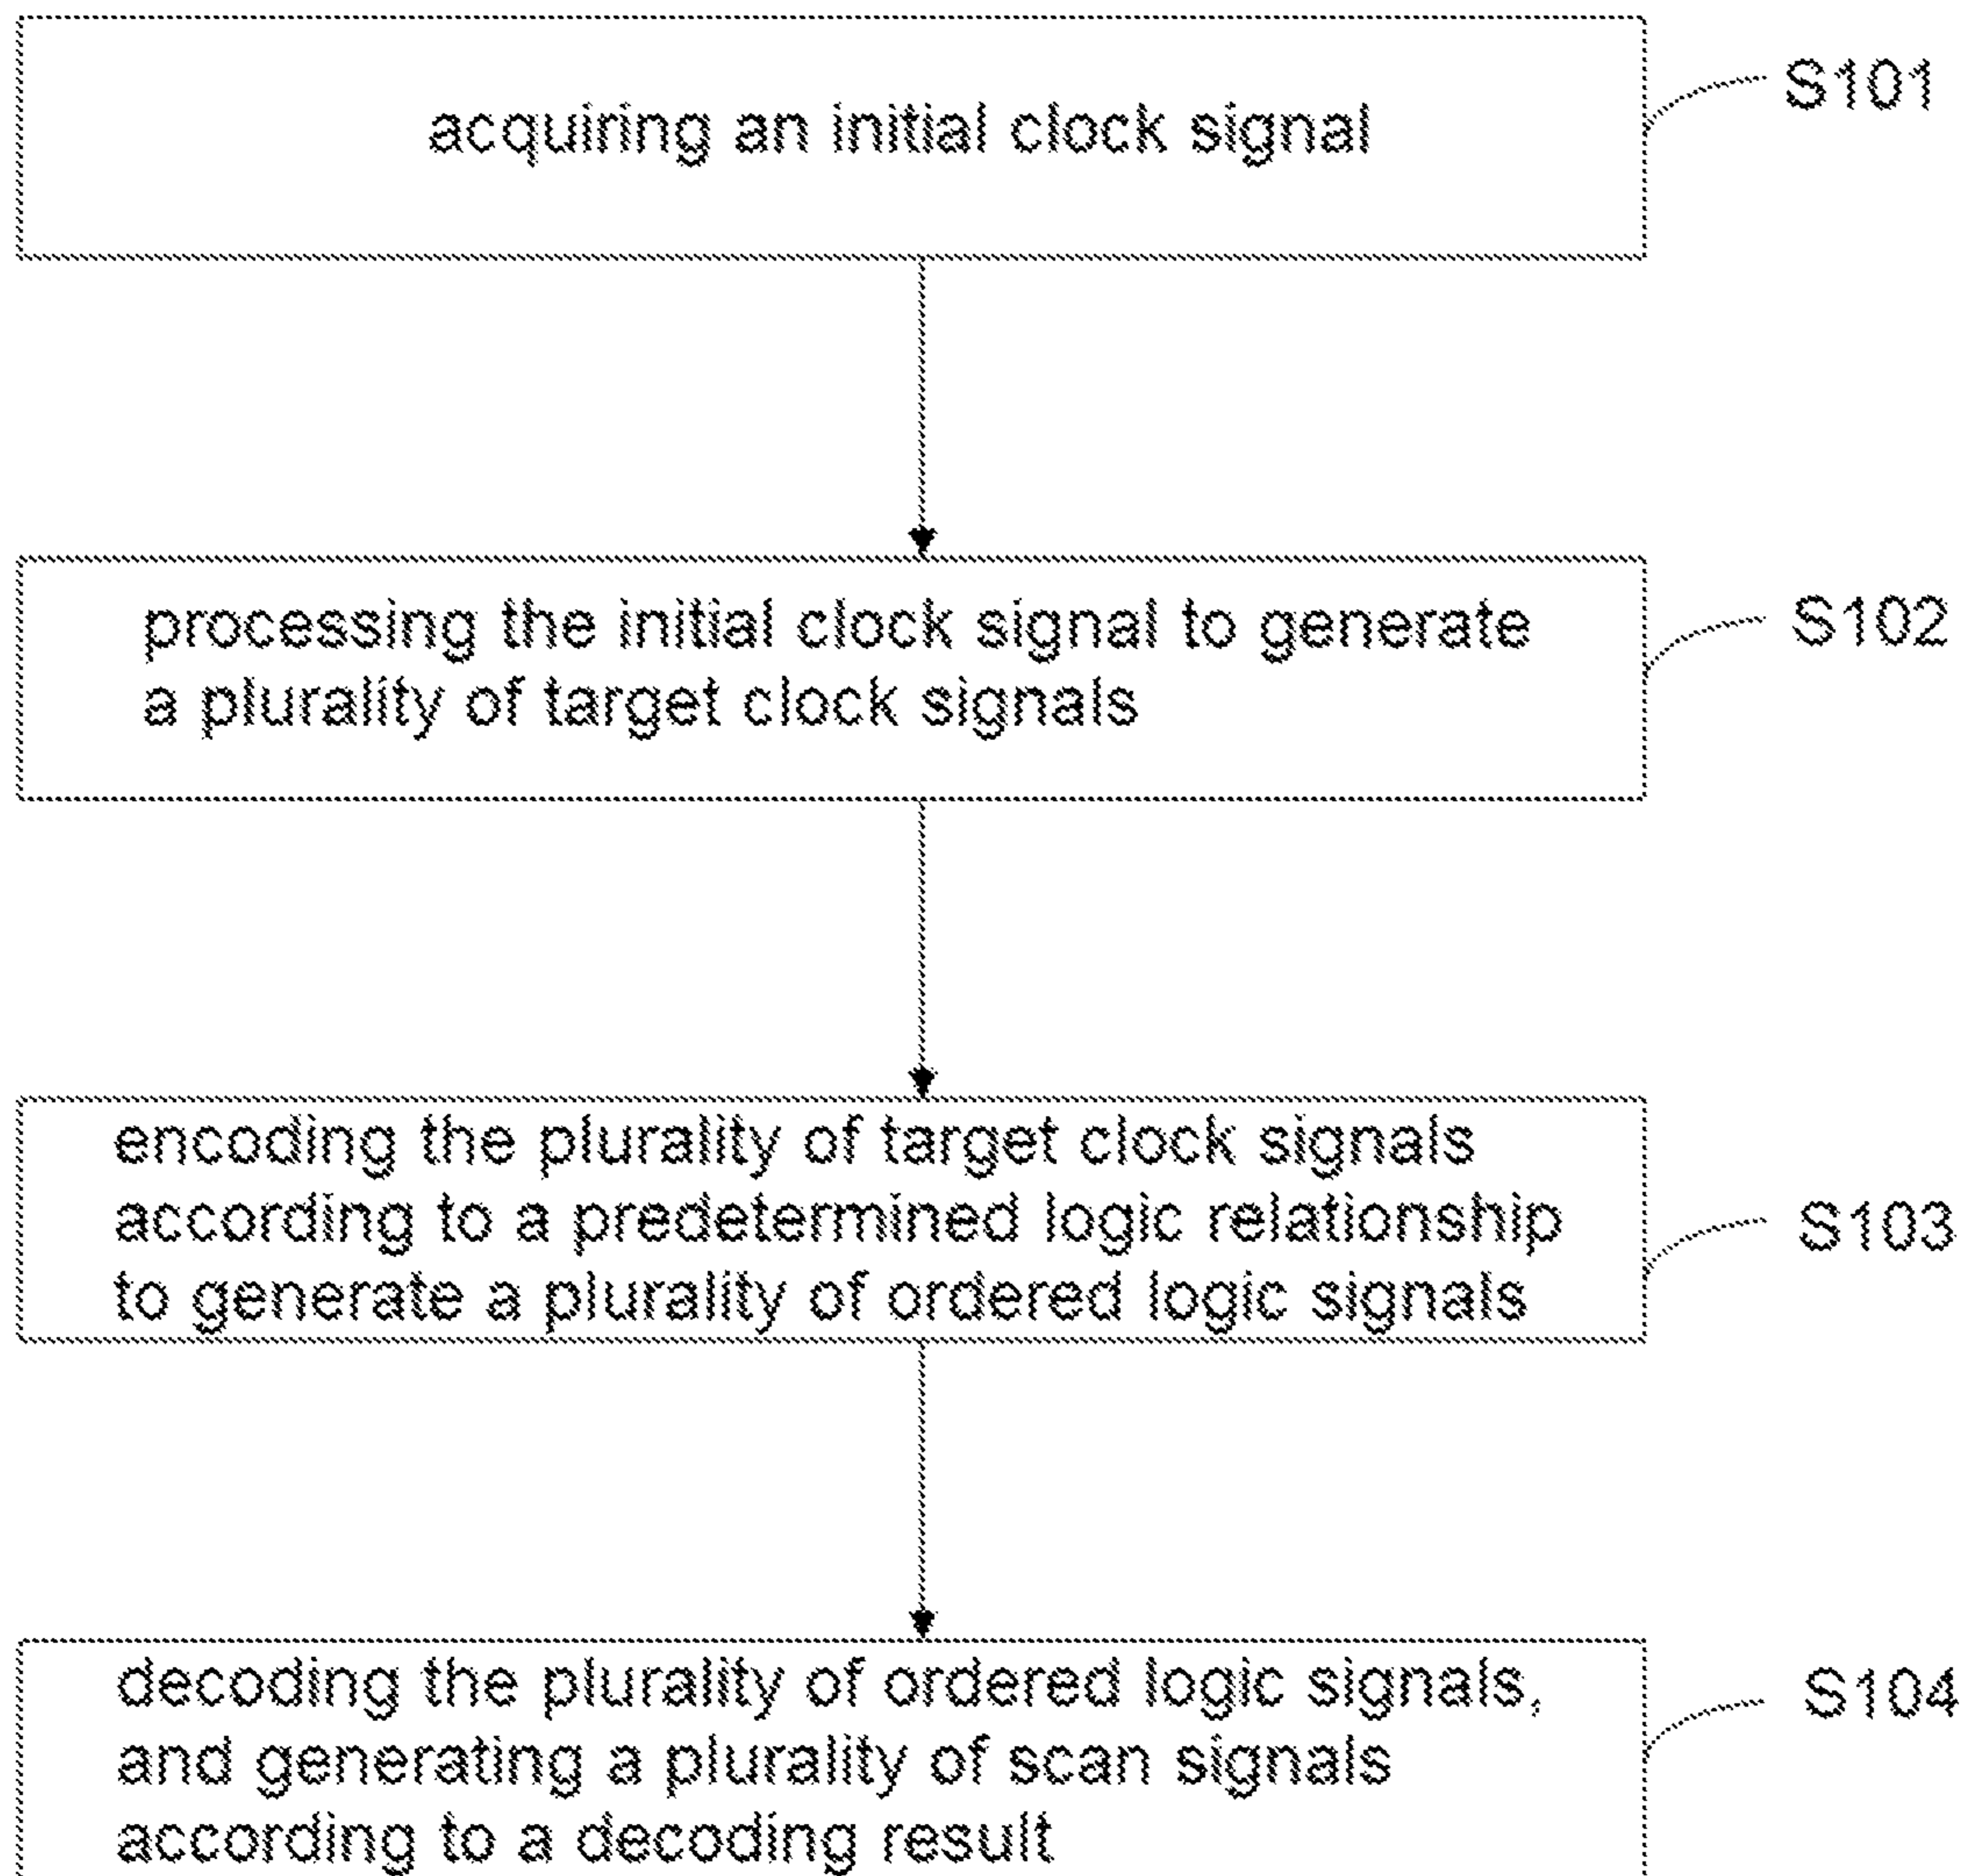 acquiring an initial clock signal
S101
processing the initial clock signal to generate
a plurality of target clock signals
S102
encoding the plurality of target clock signals
according to a predetermined logic relationship
to generate a plurality of ordered logic signals
S103
decoding the plurality of ordered logic signals,
and generating a plurality of scan signals
according to a decoding result
S104